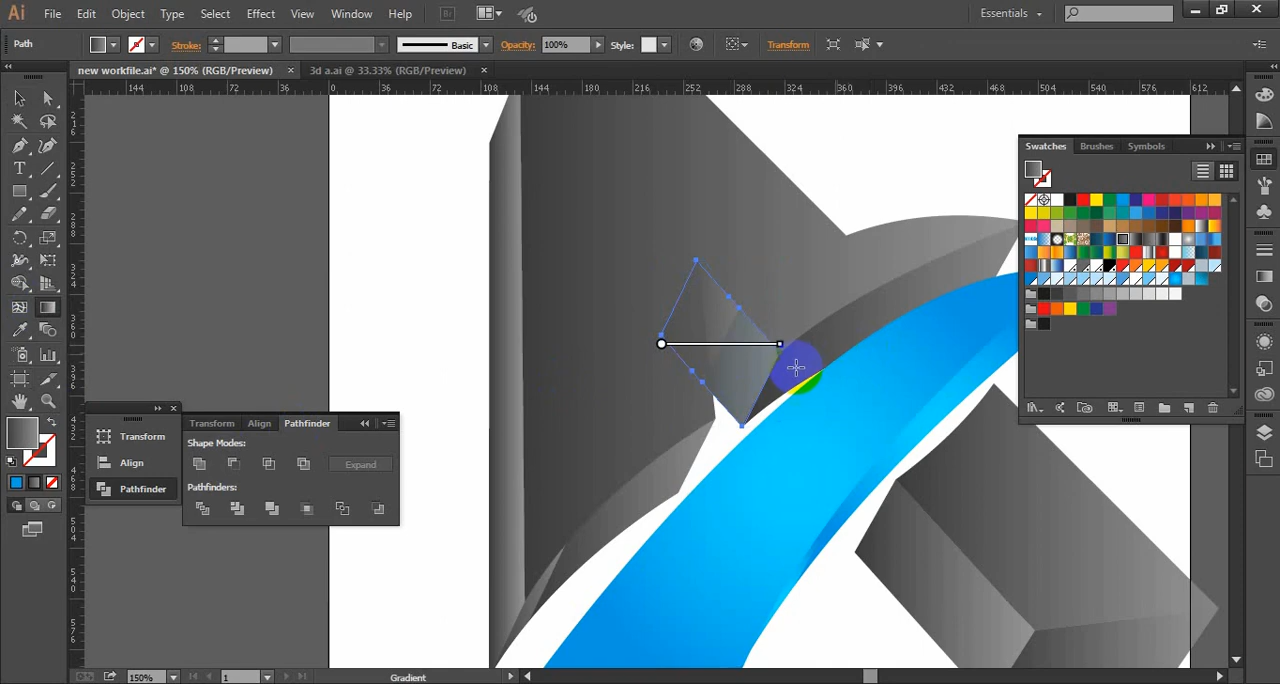 Ai File Edit Object Type Select Effect View Window Help Br Essentials
Path Stroke: Basic Opacity: 100% Style: Transform
new workfile.ai* @ 150% (RGB/Preview) × 3d a.ai @ 33.33% (RGB/Preview) ×
144 108 72 36 0 36 72 108 144 180 216 252 288 324 360 396 432 468 504 540 576 612
Swatches Brushes Symbols
Transform
Align
Pathfinder
Transform Align Pathfinder
Shape Modes:
Expand
Pathfinders:
150% 1 Gradient